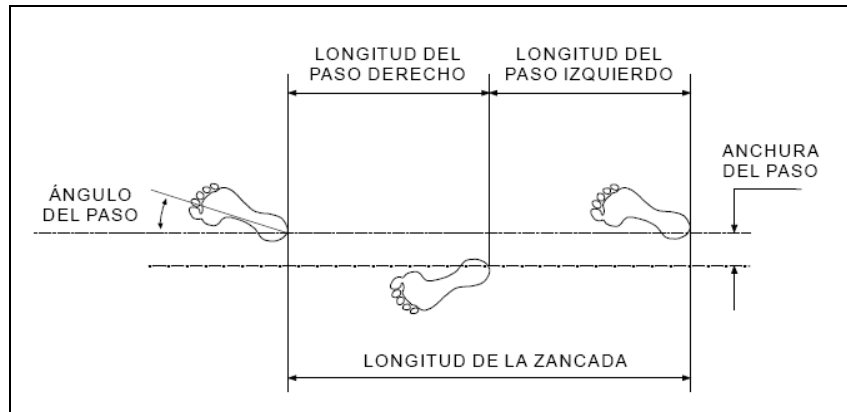 LONGITUD DEL
PASO DERECHO
LONGITUD DEL
PASO IZQUIERDO
ANCHURA
DEL PASO
ÁNGULO
DEL PASO
LONGITUD DE LA ZANCADA